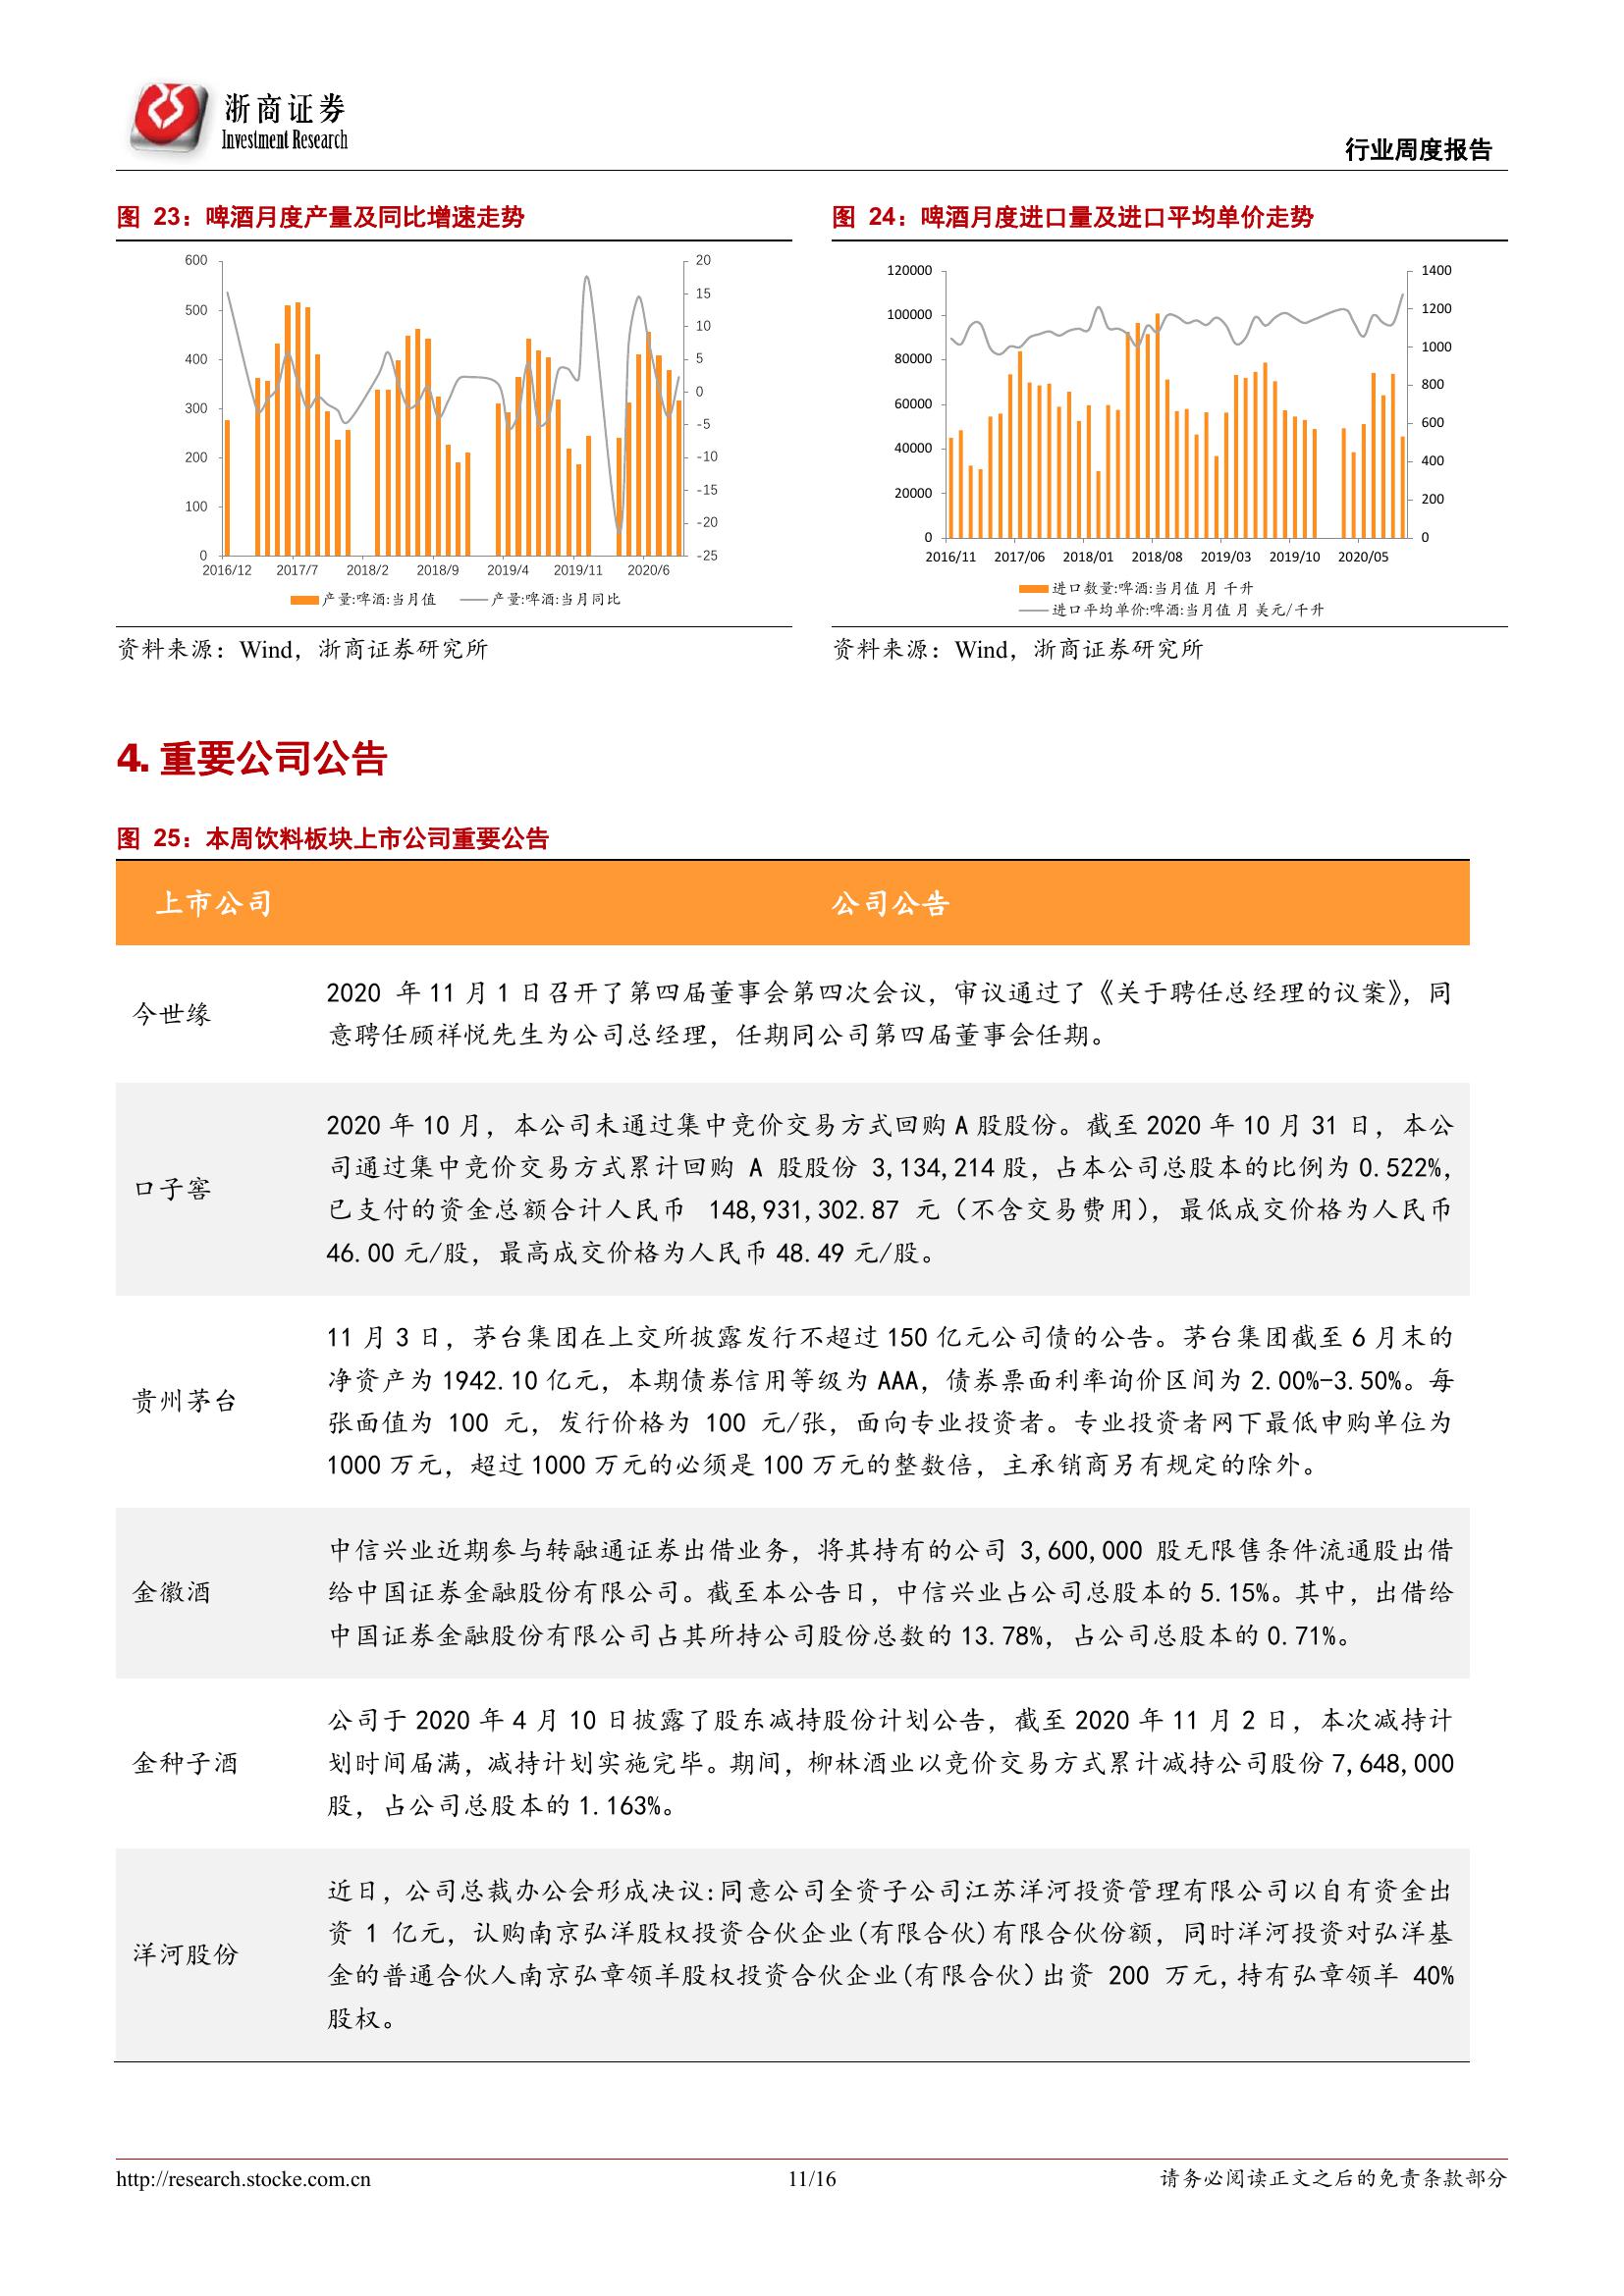 浙商证券
Investment Research
行业周度报告
图 23：啤酒月度产量及同比增速走势
600
500
400
300
200
100
0
20
15
10
5
0
-5
-10
-15
-20
-25
2016/12 2017/7 2018/2 2018/9 2019/4 2019/11 2020/6
产量:啤酒:当月值 产量:啤酒:当月同比
资料来源：Wind，浙商证券研究所
图 24：啤酒月度进口量及进口平均单价走势
120000
100000
80000
60000
40000
20000
0
1400
1200
1000
800
600
400
200
0
2016/11 2017/06 2018/01 2018/08 2019/03 2019/10 2020/05
进口数量:啤酒:当月值 月 千升
进口平均单价:啤酒:当月值 月 美元/千升
资料来源：Wind，浙商证券研究所
4. 重要公司公告
图 25：本周饮料板块上市公司重要公告
上市公司 公司公告
今世缘
2020 年 11 月 1 日召开了第四届董事会第四次会议，审议通过了《关于聘任总经理的议案》，同
意聘任顾祥悦先生为公司总经理，任期同公司第四届董事会任期。
口子窖
2020 年 10 月，本公司未通过集中竞价交易方式回购 A 股股份。截至 2020 年 10 月 31 日，本公
司通过集中竞价交易方式累计回购 A 股股份 3,134,214 股，占本公司总股本的比例为 0.522%，
已支付的资金总额合计人民币 148,931,302.87 元（不含交易费用），最低成交价格为人民币
46.00 元/股，最高成交价格为人民币 48.49 元/股。
贵州茅台
11 月 3 日，茅台集团在上交所披露发行不超过 150 亿元公司债的公告。茅台集团截至 6 月末的
净资产为 1942.10 亿元，本期债券信用等级为 AAA，债券票面利率询价区间为 2.00%-3.50%。每
张面值为 100 元，发行价格为 100 元/张，面向专业投资者。专业投资者网下最低申购单位为
1000 万元，超过 1000 万元的必须是 100 万元的整数倍，主承销商另有规定的除外。
金徽酒
中信兴业近期参与转融通证券出借业务，将其持有的公司 3,600,000 股无限售条件流通股出借
给中国证券金融股份有限公司。截至本公告日，中信兴业占公司总股本的 5.15%。其中，出借给
中国证券金融股份有限公司占其所持公司股份总数的 13.78%，占公司总股本的 0.71%。
金种子酒
公司于 2020 年 4 月 10 日披露了股东减持股份计划公告，截至 2020 年 11 月 2 日，本次减持计
划时间届满，减持计划实施完毕。期间，柳林酒业以竞价交易方式累计减持公司股份 7,648,000
股，占公司总股本的 1.163%。
洋河股份
近日，公司总裁办公会形成决议:同意公司全资子公司江苏洋河投资管理有限公司以自有资金出
资 1 亿元，认购南京弘洋股权投资合伙企业(有限合伙)有限合伙份额，同时洋河投资对弘洋基
金的普通合伙人南京弘章领羊股权投资合伙企业(有限合伙)出资 200 万元,持有弘章领羊 40%
股权。
http://research.stocke.com.cn 11/16 请务必阅读正文之后的免责条款部分